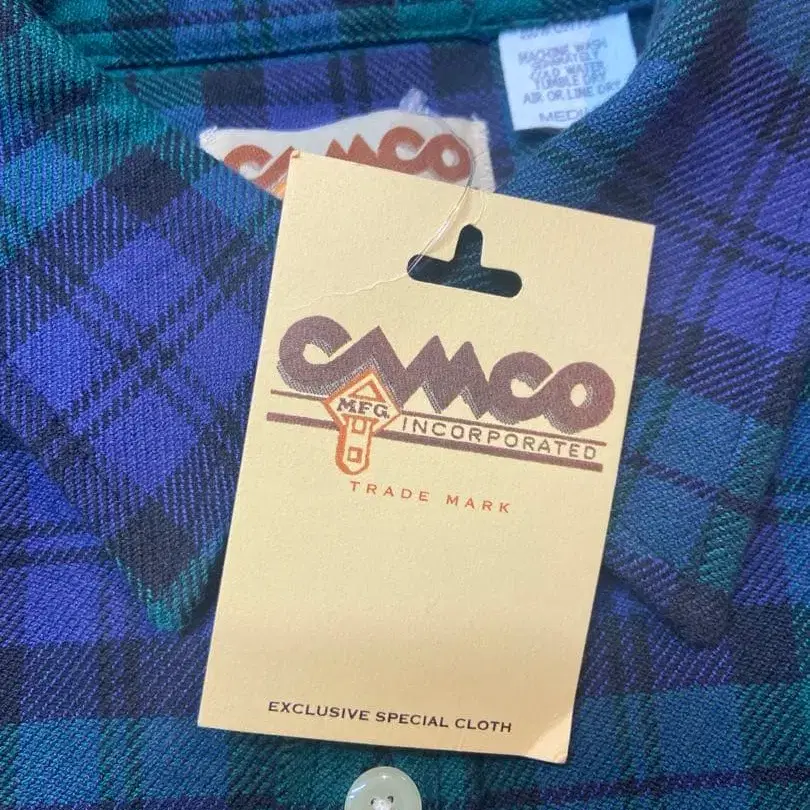 MACHINE WASH
SEPARATELY
COLD WATER
TUMBLE DRY
AIR OR LINE DRY
CAMCO
CAMCO
MFG.
INCORPORATED
TRADE MARK
EXCLUSIVE SPECIAL CLOTH